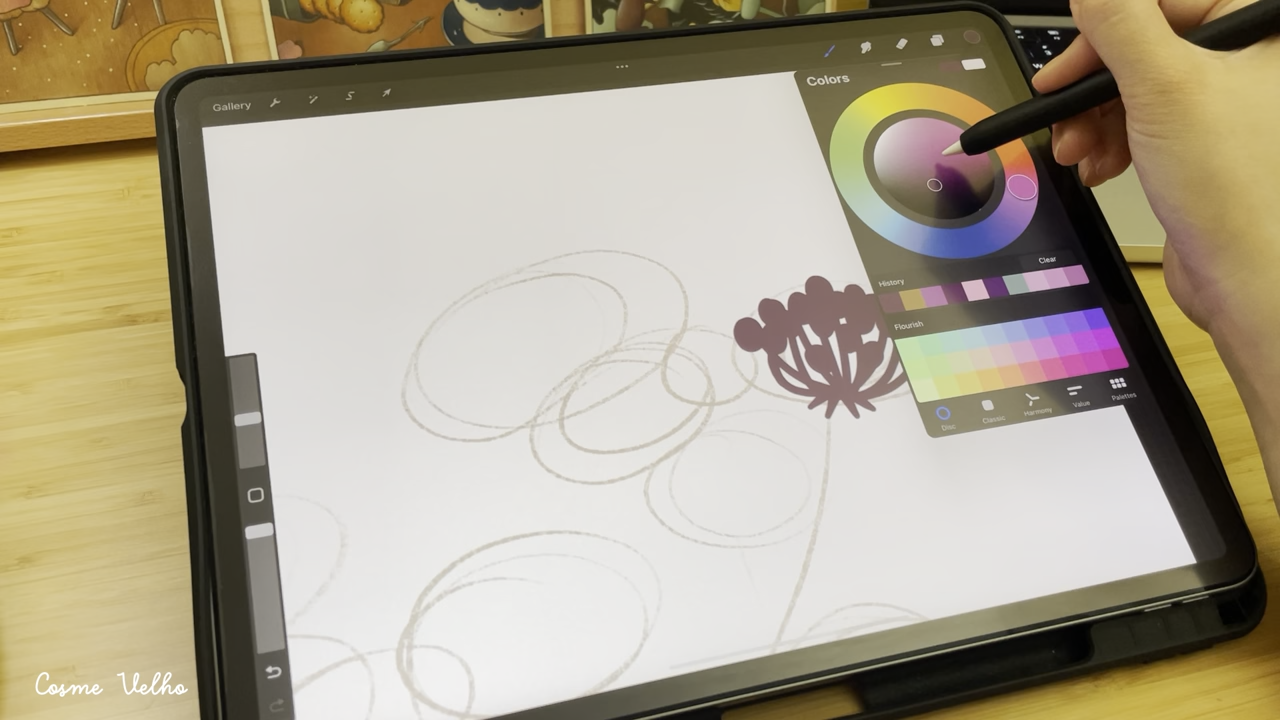 Gallery
Colors
Clear
History
Flourish
Disc
Classic
Harmony
Value
Palettes
Cosme Velho